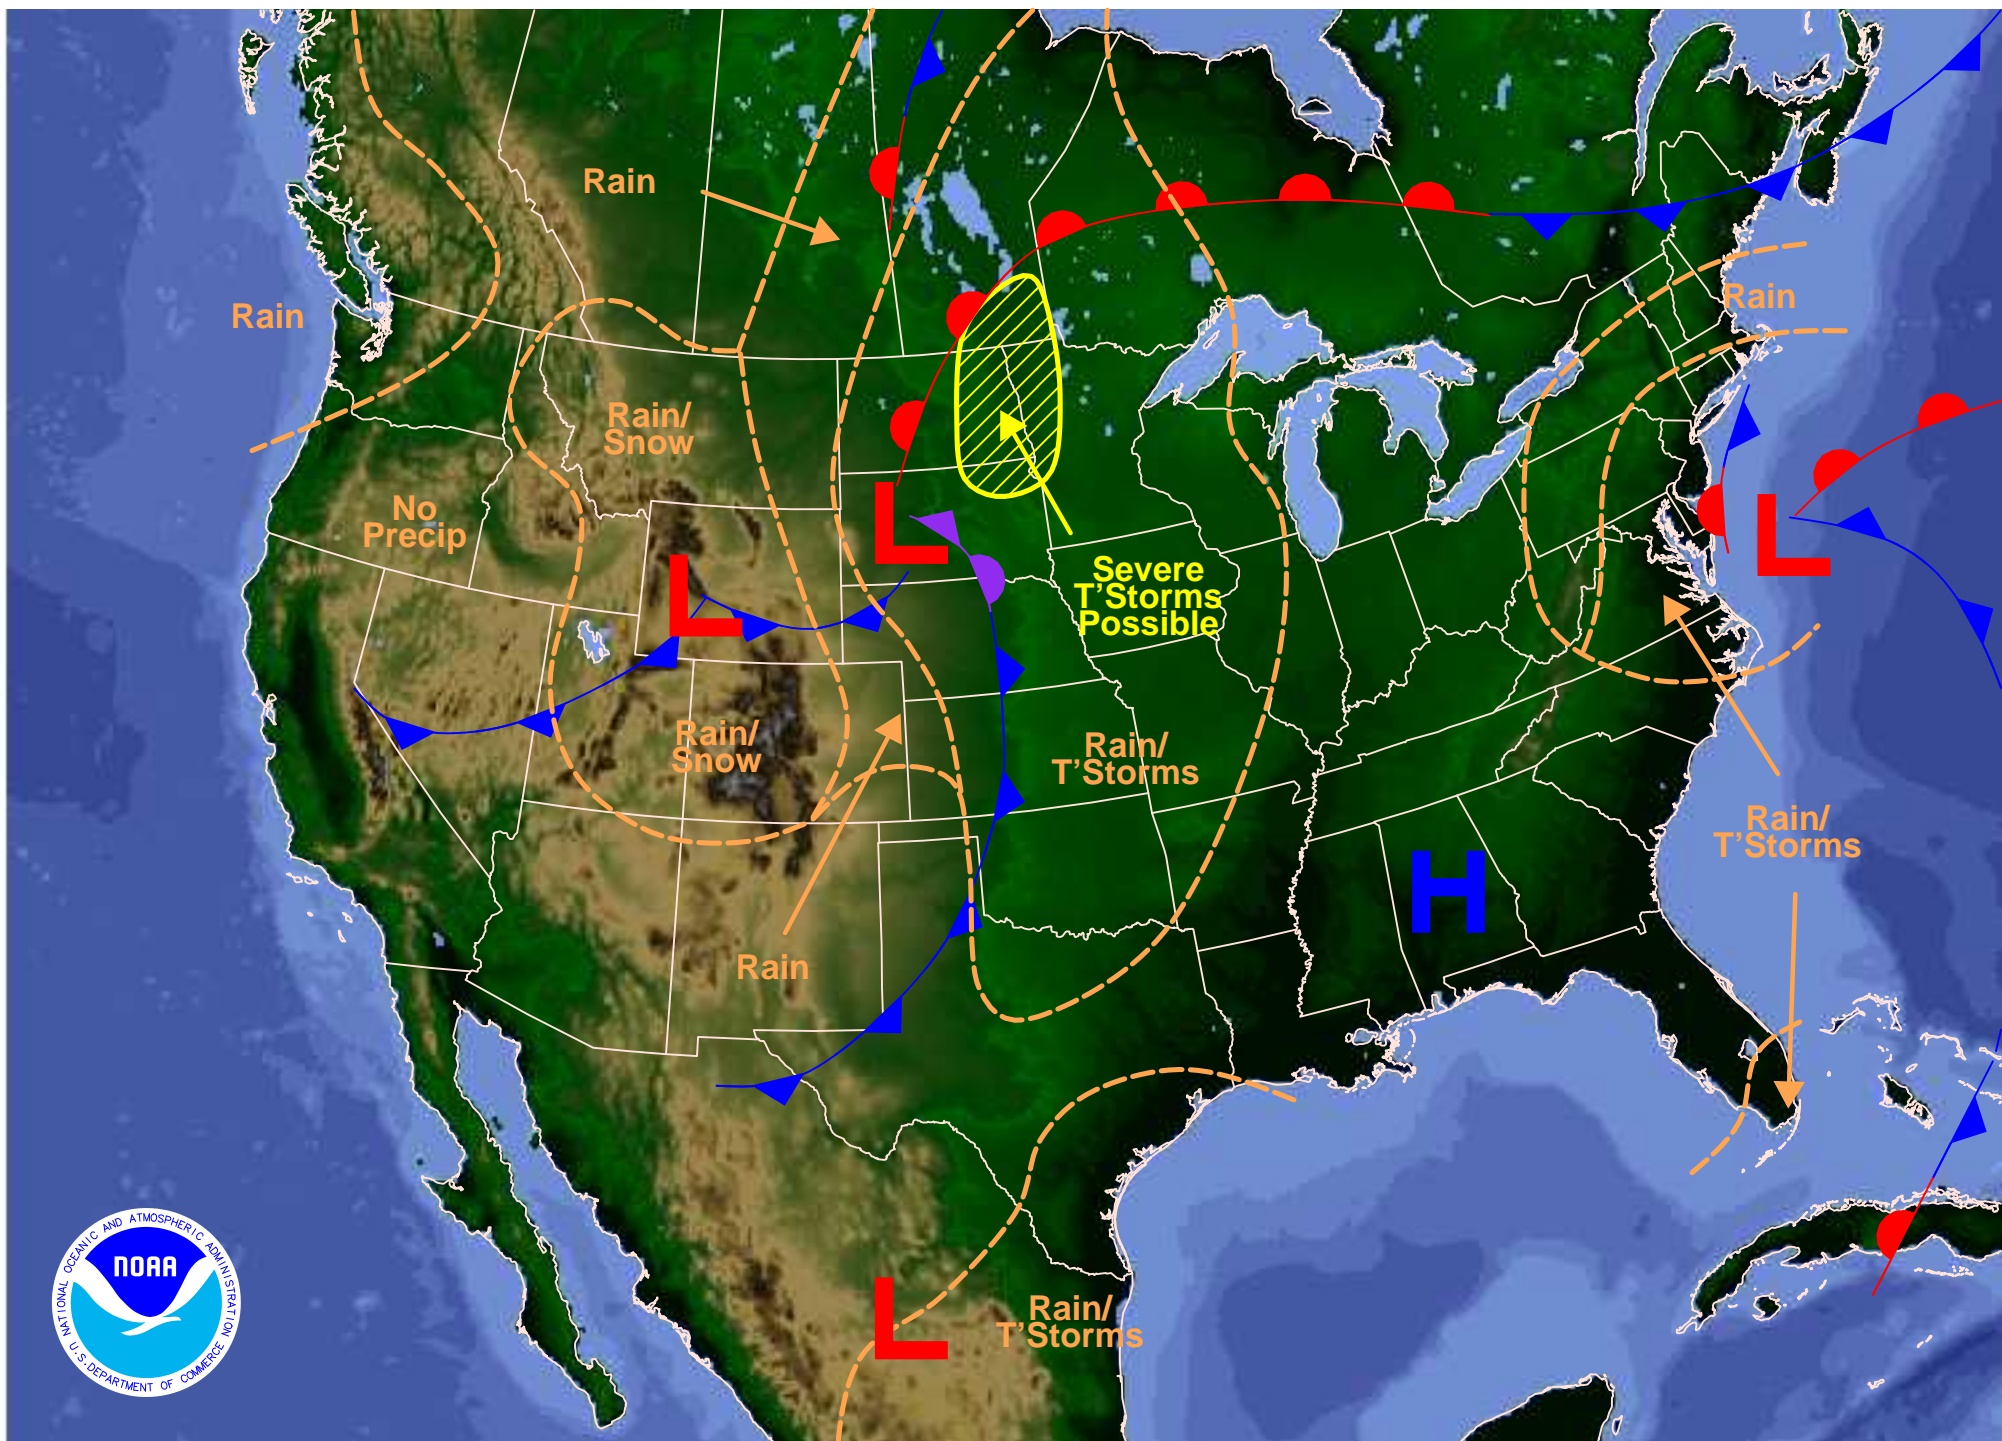 Rain
Rain
Rain
Rain/
Snow
No
Precip
L
L
Severe
T'Storms
Possible
L
Rain/
Snow
Rain/
T'Storms
Rain/
T'Storms
H
Rain
L
Rain/
T'Storms
NATIONAL OCEANIC AND ATMOSPHERIC ADMINISTRATION
NOAA
U.S. DEPARTMENT OF COMMERCE